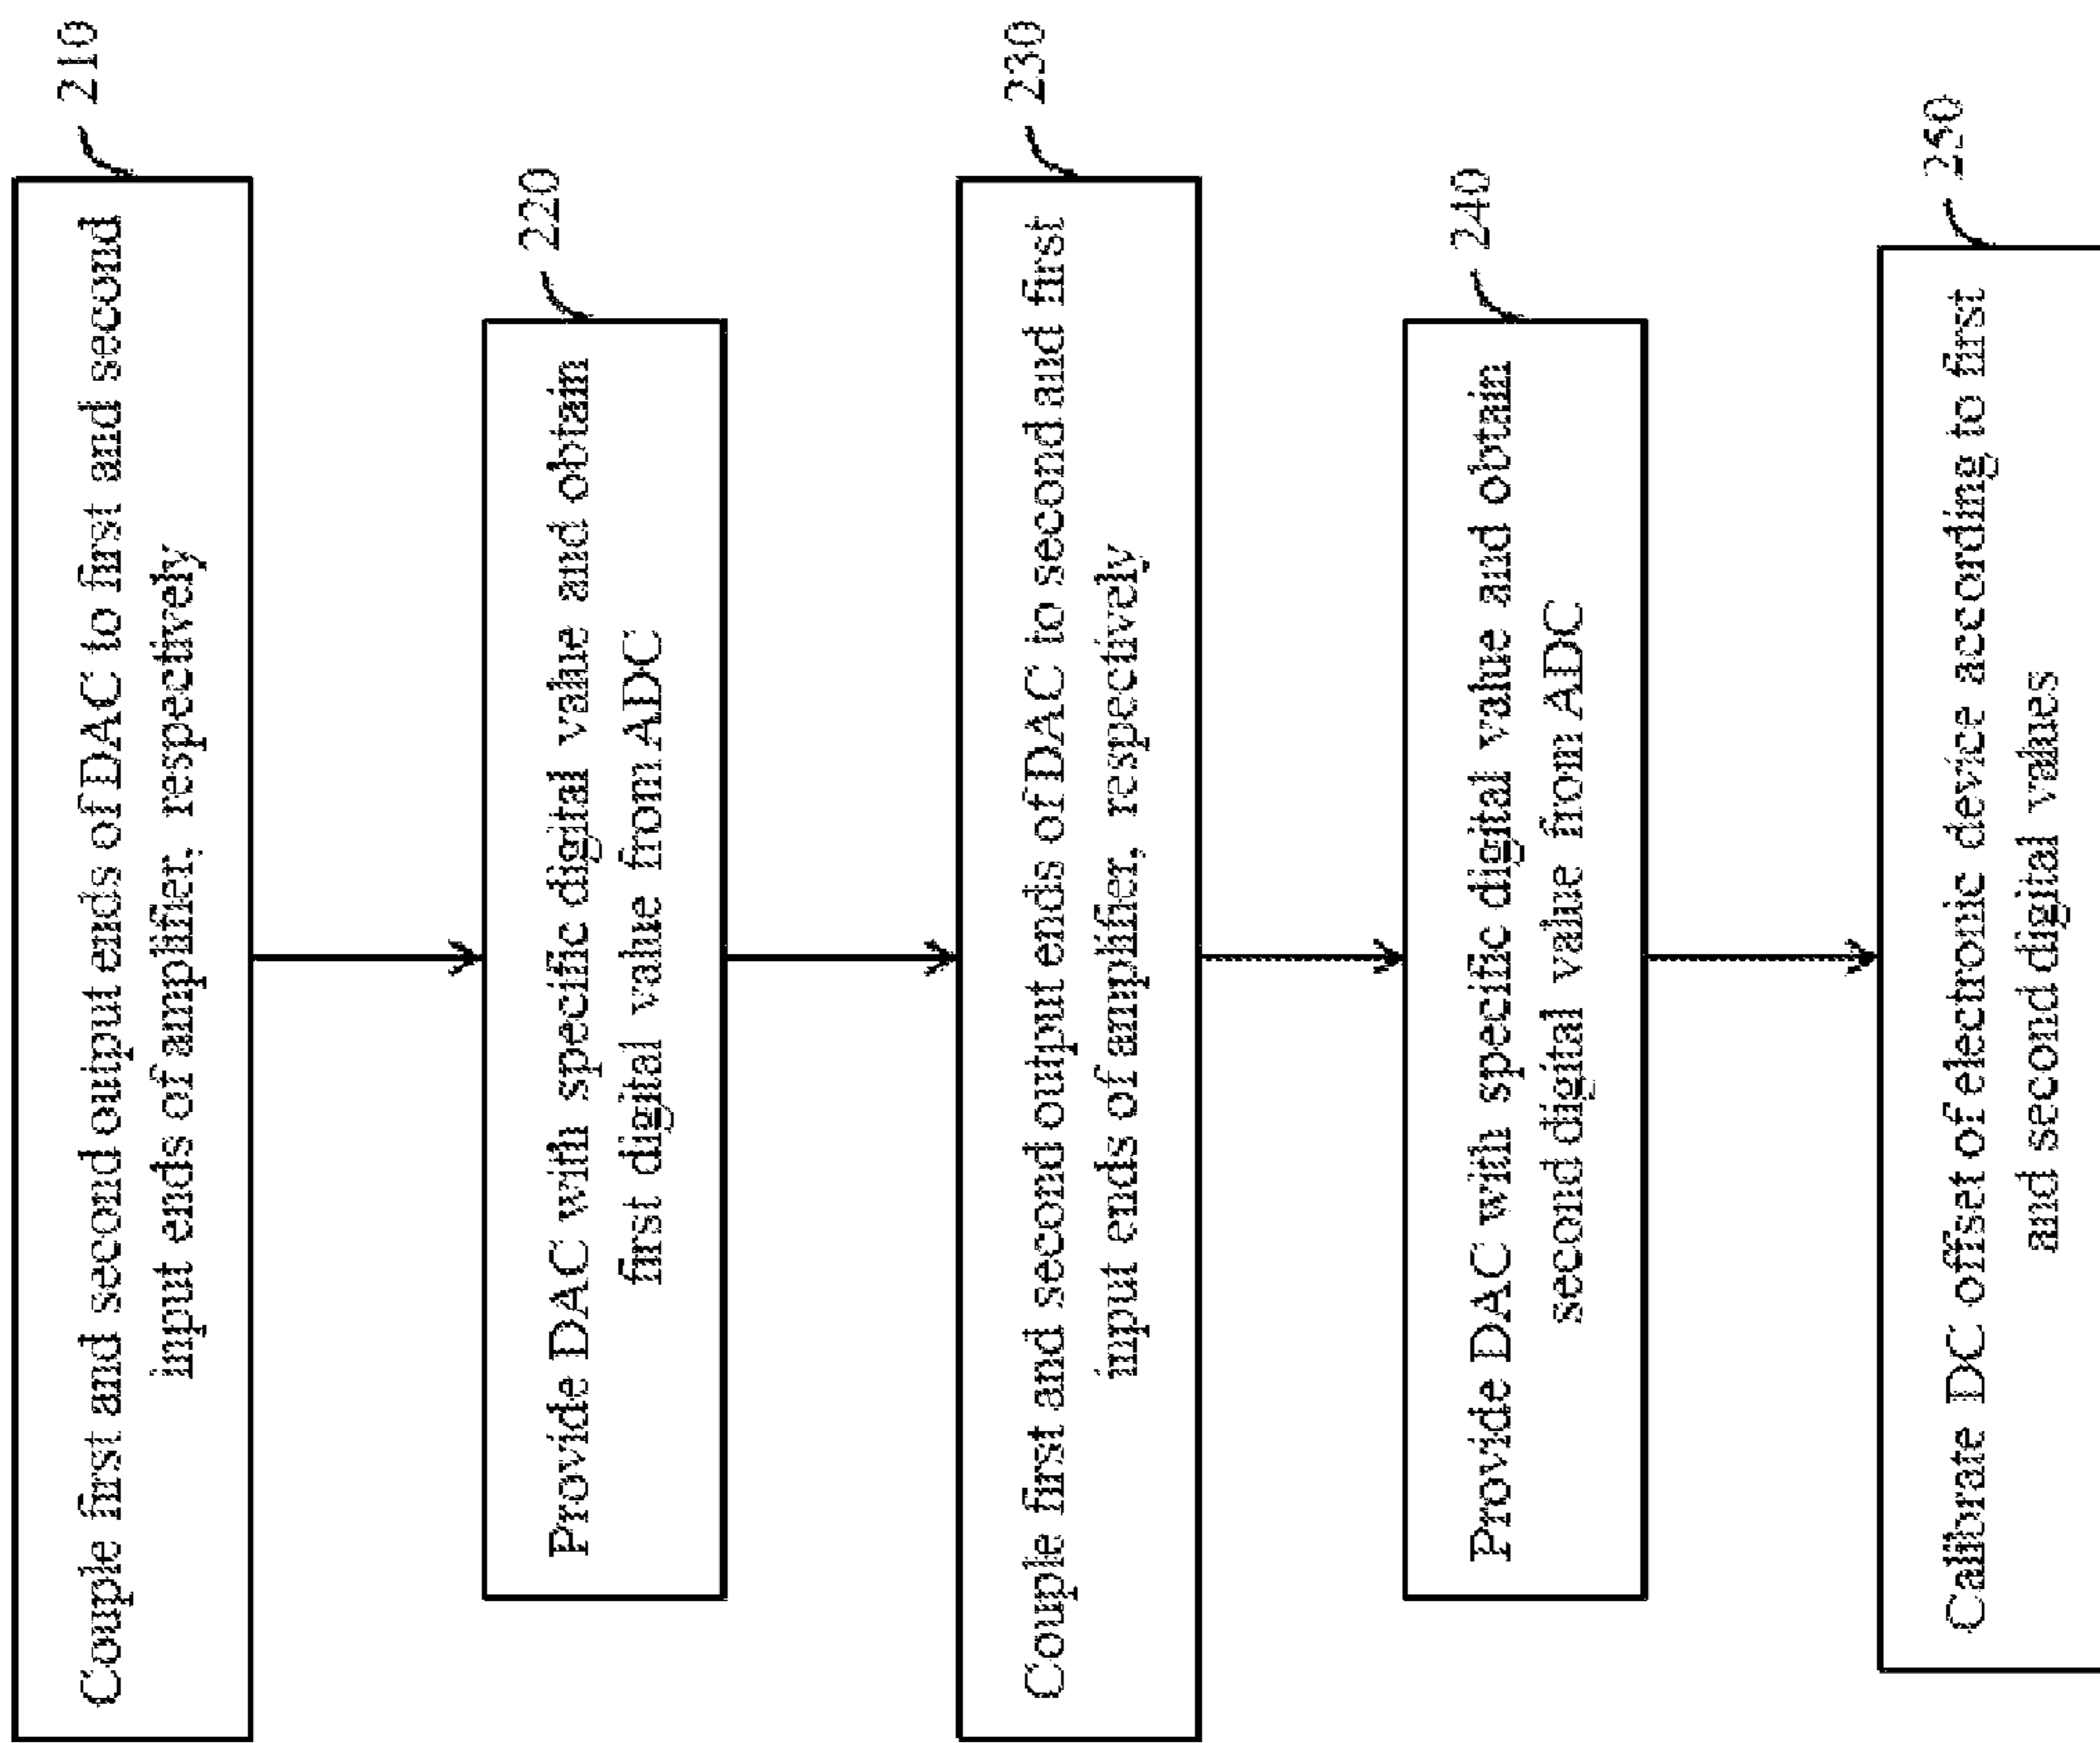 Couple first and second output ends of DAC to first and second
input ends of amplifier, respectively
210
Provide DAC with specific digital value and obtain
first digital value from ADC
220
Couple first and second output ends of DAC to second and first
input ends of amplifier, respectively
230
Provide DAC with specific digital value and obtain
second digital value from ADC
240
Calibrate DC offset of electronic device according to first
and second digital values
250